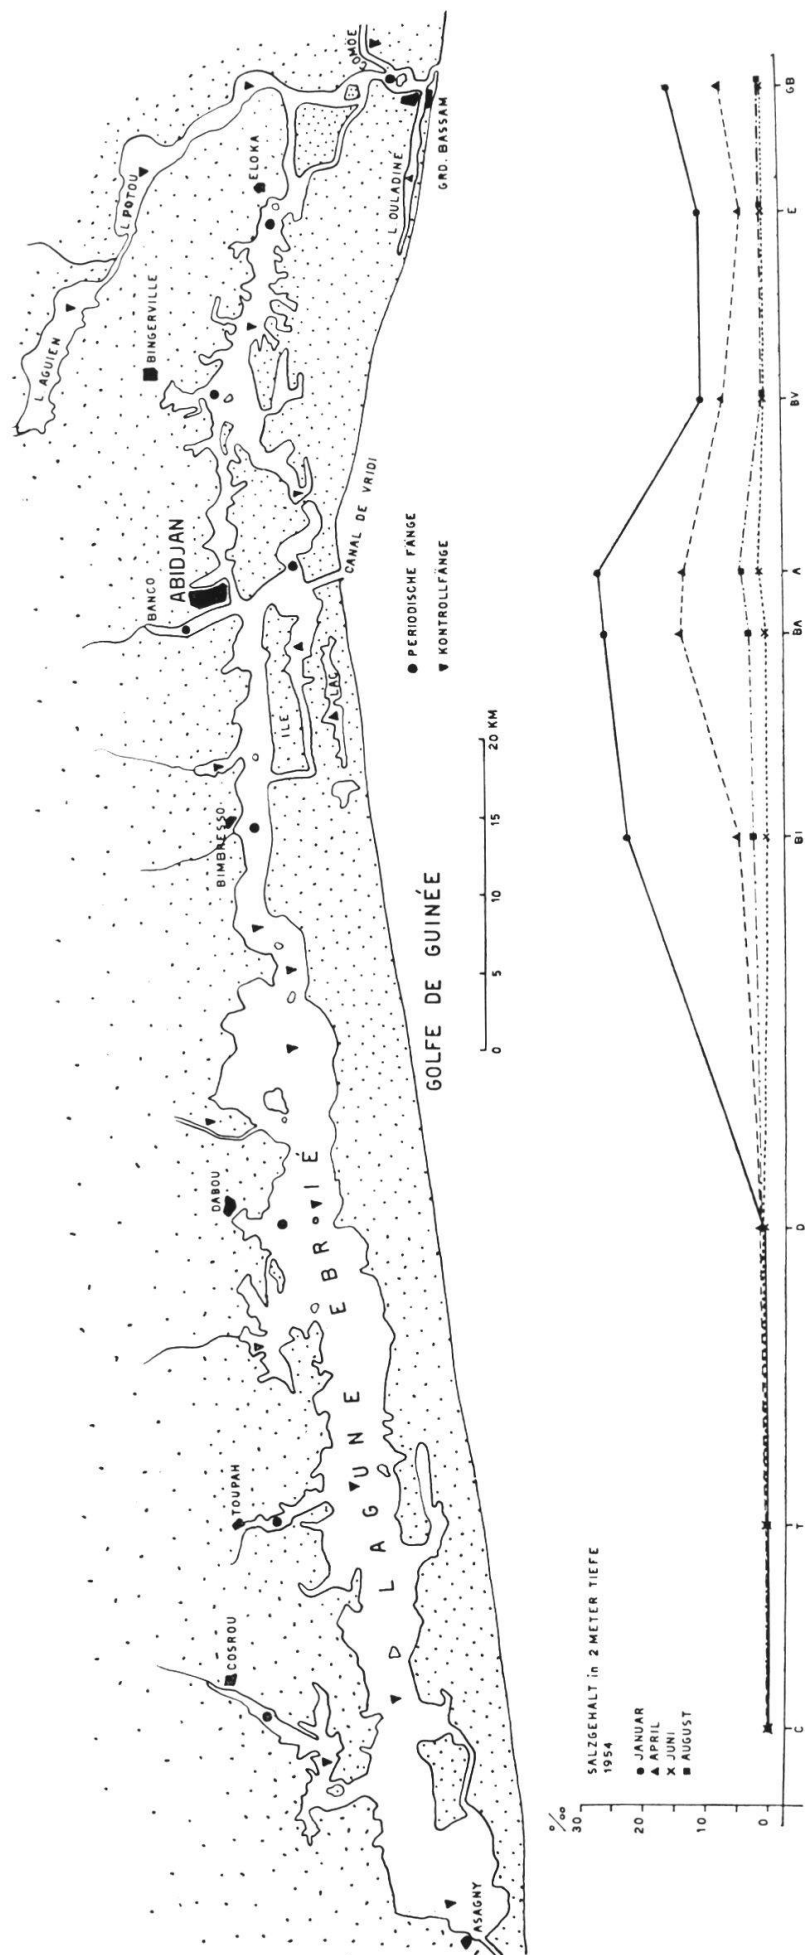 COMOÉ
L. POTOU
L. AGUIEN
BINGERVILLE
ELOKA
L. OULADINÉ
GRD. BASSAM
BANCO
ABIDJAN
CANAL DE VRIDI
ILE
LAC
BIMBRESSO
DABOU
TOUPAH
COSROU
ASAGNY
LAGUNE EBRIÉ
GOLFE DE GUINÉE
0 5 10 15 20 KM
● PERIODISCHE FÄNGE
▼ KONTROLLFÄNGE
SALZGEHALT in 2 METER TIEFE
1954
● JANUAR
▲ APRIL
x JUNI
■ AUGUST
‰
30
20
10
0
C T D BI BA A BV E GB